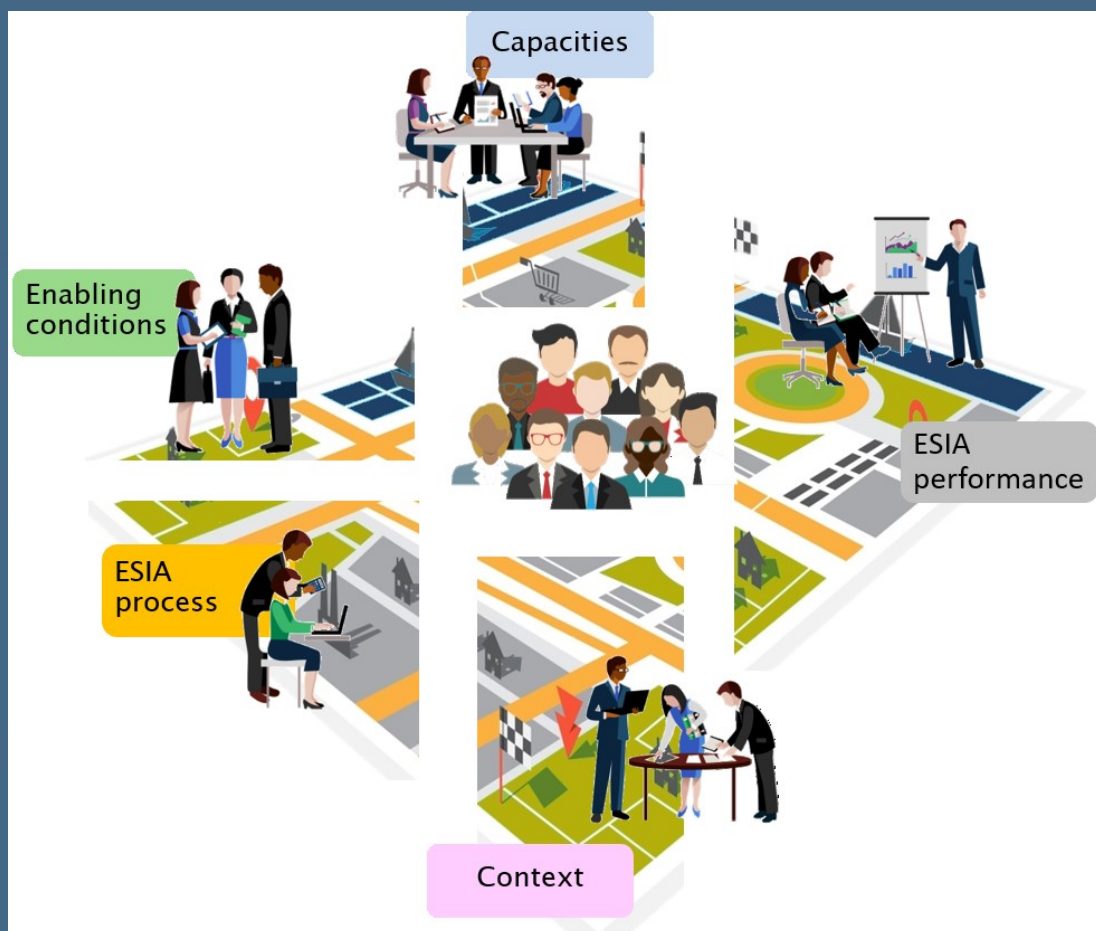 Capacities
Enabling
conditions
ESIA
performance
ESIA
process
Context